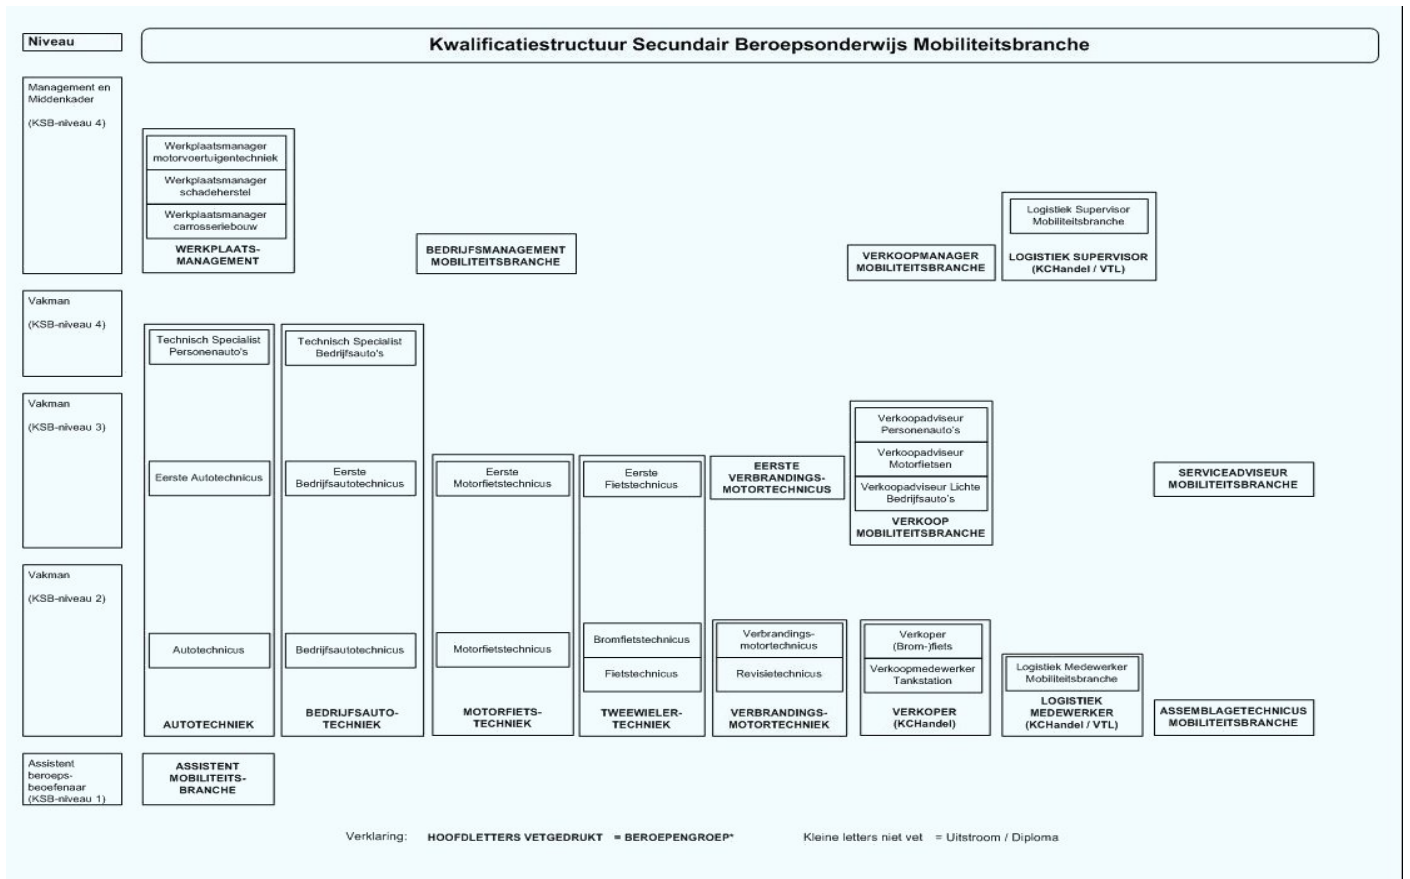 Niveau
Kwalificatiestructuur Secundair Beroepsonderwijs Mobiliteitsbranche
Management en
Middenkader
(KSB-niveau 4)
Werkplaatsmanager
motorvoertuigentechniek
Werkplaatsmanager
schadeherstel
Werkplaatsmanager
carrosseriebouw
WERKPLAATS-
MANAGEMENT
BEDRIJFSMANAGEMENT
MOBILITEITSBRANCHE
VERKOOPMANAGER
MOBILITEITSBRANCHE
Logistiek Supervisor
Mobiliteitsbranche
LOGISTIEK SUPERVISOR
(KCHandel / VTL)
Vakman
(KSB-niveau 4)
Technisch Specialist
Personenauto's
Technisch Specialist
Bedrijfsauto's
Vakman
(KSB-niveau 3)
Eerste Autotechnicus
Eerste
Bedrijfsautotechnicus
Eerste
Motorfietstechnicus
Eerste
Fietstechnicus
EERSTE
VERBRANDINGS-
MOTORTECHNICUS
Verkoopadviseur
Personenauto's
Verkoopadviseur
Motorfietsen
Verkoopadviseur Lichte
Bedrijfsauto's
VERKOOP
MOBILITEITSBRANCHE
SERVICEADVISEUR
MOBILITEITSBRANCHE
Vakman
(KSB-niveau 2)
Autotechnicus
AUTOTECHNIEK
Bedrijfsautotechnicus
BEDRIJFSAUTO-
TECHNIEK
Motorfietstechnicus
MOTORFIETS-
TECHNIEK
Bromfietstechnicus
Fietstechnicus
TWEEWIELER-
TECHNIEK
Verbrandings-
motortechnicus
Revisietechnicus
VERBRANDINGS-
MOTORTECHNIEK
Verkoper
(Brom-)fiets
Verkoopmedewerker
Tankstation
VERKOPER
(KCHandel)
Logistiek Medewerker
Mobiliteitsbranche
LOGISTIEK
MEDEWERKER
(KCHandel / VTL)
ASSEMBLAGETECHNICUS
MOBILITEITSBRANCHE
Assistent
beroeps-
beoefenaar
(KSB-niveau 1)
ASSISTENT
MOBILITEITS-
BRANCHE
Verklaring: HOOFDLETTERS VETGEDRUKT = BEROEPENGROEP* Kleine letters niet vet = Uitstroom / Diploma